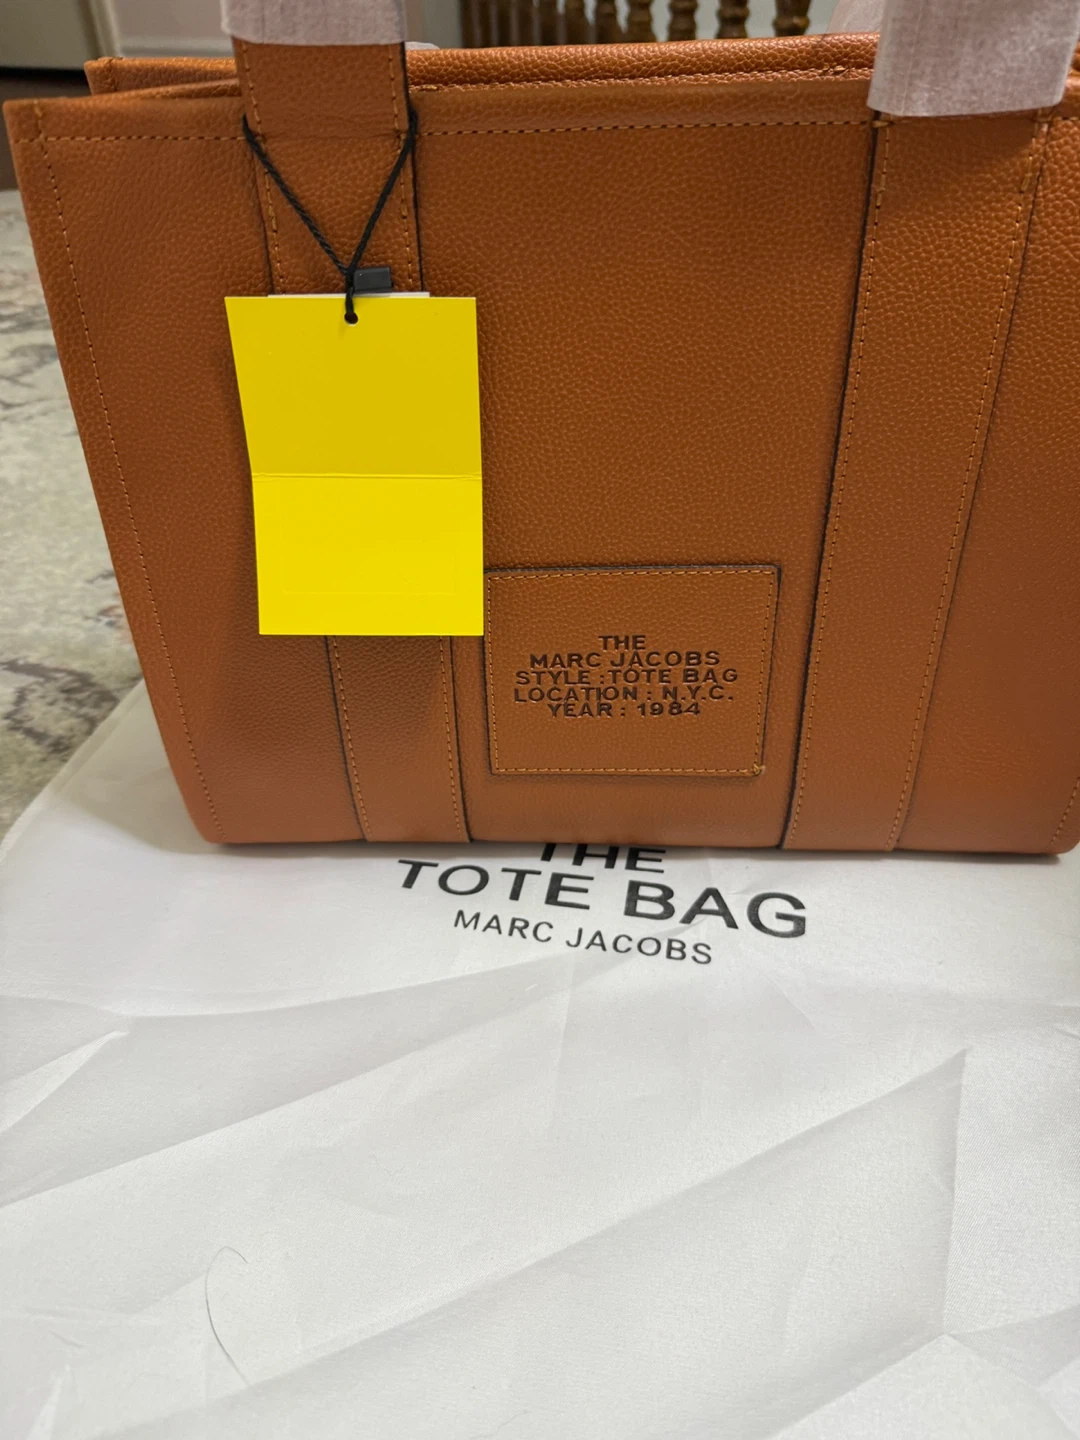 THE
MARC JACOBS
STYLE : TOTE BAG
LOCATION : N.Y.C.
YEAR : 1984
THE
TOTE BAG
MARC JACOBS